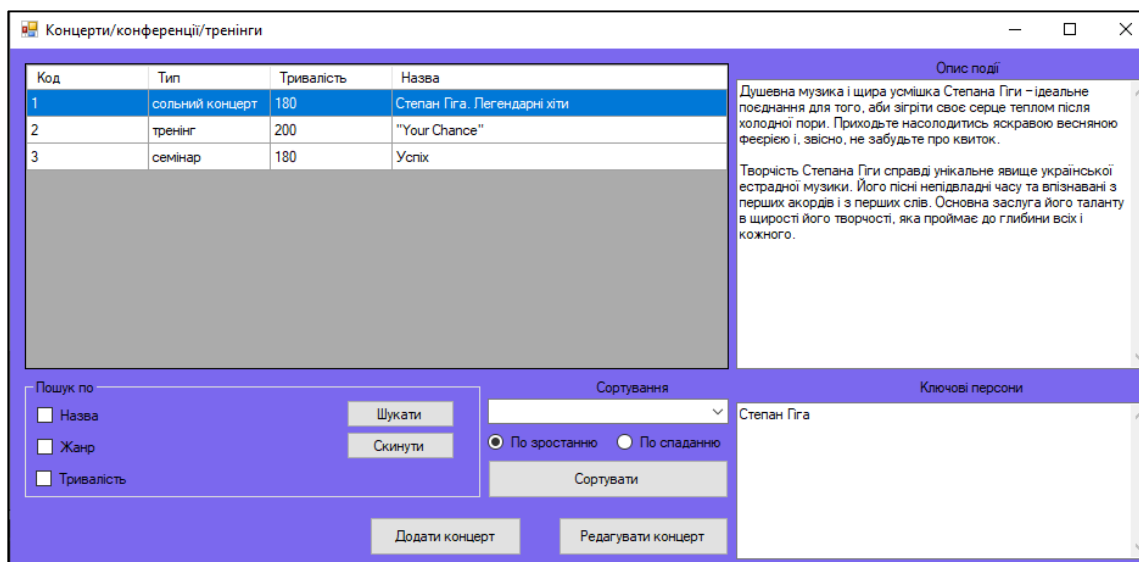 Концерти/конференції/тренінги
Код Тип Тривалість Назва
1 сольний концерт 180 Степан Гіга. Легендарні хіти
2 тренінг 200 "Your Chance"
3 семінар 180 Успіх
Опис події
Душевна музика і щира усмішка Степана Гіги – ідеальне
поєднання для того, аби зігріти своє серце теплом після
холодної пори. Приходьте насолодитись яскравою весняною
феєрією і, звісно, не забудьте про квиток.
Творчість Степана Гіги справді унікальне явище української
естрадної музики. Його пісні непідвладні часу та впізнавані з
перших акордів і з перших слів. Основна заслуга його таланту
в щирості його творчості, яка проймає до глибини всіх і
кожного.
Пошук по
Назва
Жанр
Тривалість
Шукати
Скинути
Сортування
По зростанню По спаданню
Сортувати
Додати концерт Редагувати концерт
Ключові персони
Степан Гіга